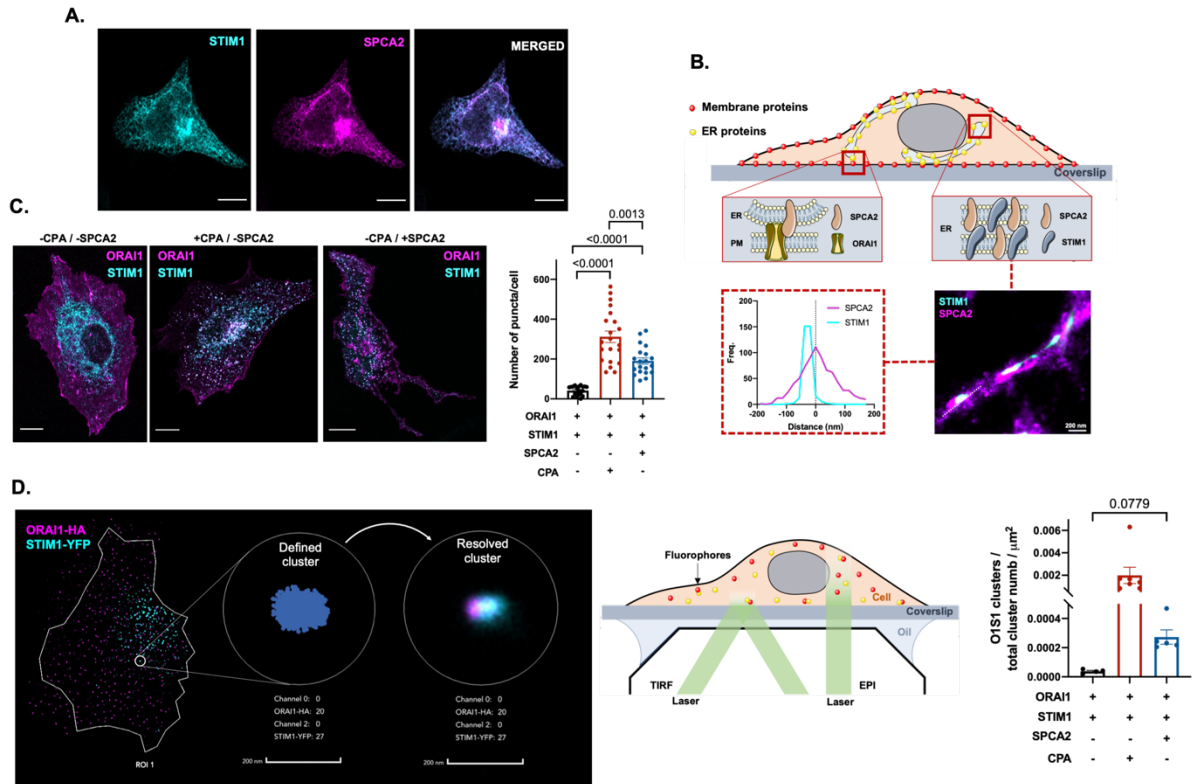 A.
STIM1
SPCA2
MERGED
B.
Membrane proteins
ER proteins
Coverslip
ER
PM
SPCA2
ORAI1
ER
SPCA2
STIM1
SPCA2
STIM1
Freq.
200
150
100
50
0
-200
-100
0
100
200
Distance (nm)
STIM1
SPCA2
200 nm
C.
-CPA / -SPCA2
+CPA / -SPCA2
-CPA / +SPCA2
ORAI1
STIM1
ORAI1
STIM1
ORAI1
STIM1
0.0013
<0.0001
<0.0001
Number of puncta/cell
600
400
200
0
ORAI1 + + +
STIM1 + + +
SPCA2 - - +
CPA - + -
D.
ORAI1-HA
STIM1-YFP
Defined
cluster
Resolved
cluster
Channel 0: 0
ORAI1-HA: 20
Channel 2: 0
STIM1-YFP: 27
200 nm
Channel 0: 0
ORAI1-HA: 20
Channel 2: 0
STIM1-YFP: 27
200 nm
ROI 1
Fluorophores
Cell
Coverslip
Oil
TIRF
EPI
Laser
Laser
0.0779
O1S1 clusters /
total cluster numb / μm2
0.006
0.004
0.002
0.0004
0.0002
0.0000
ORAI1 + + +
STIM1 + + +
SPCA2 - - +
CPA - + -